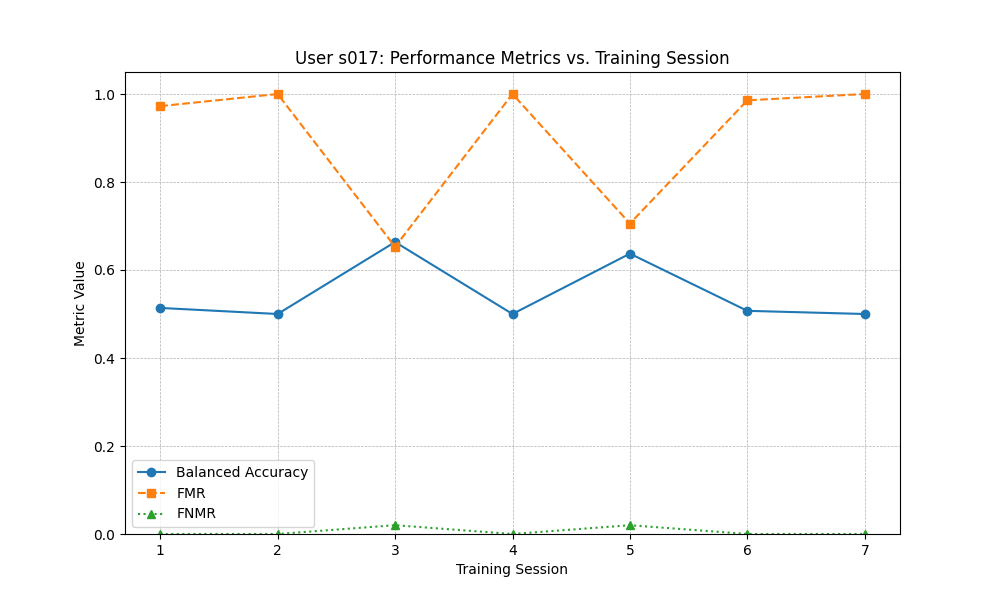 User s017: Performance Metrics vs. Training Session
1.0
0.8
0.6
0.4
0.2
0.0
Metric Value
Balanced Accuracy
FMR
FNMR
1 2 3 4 5 6 7
Training Session